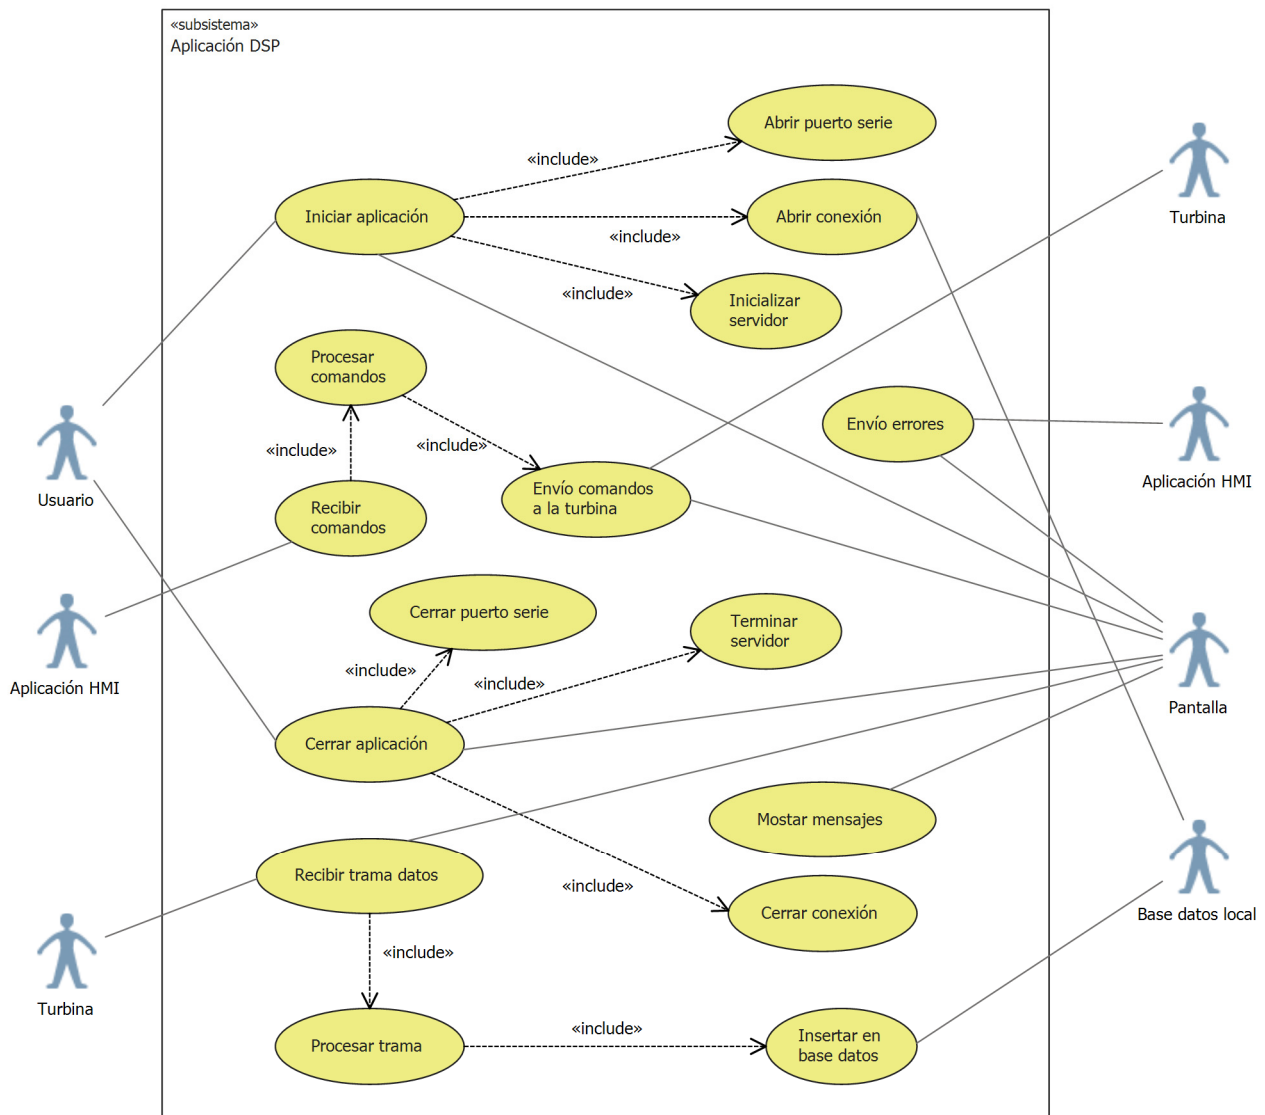 «subsistema»
Aplicación DSP
Abrir puerto serie
«include»
Turbina
Iniciar aplicación
Abrir conexión
«include»
«include»
Inicializar
servidor
Procesar
comandos
Envío errores
«include»
«include»
Aplicación HMI
Usuario
Envío comandos
a la turbina
Recibir
comandos
Cerrar puerto serie
Terminar
servidor
«include»
«include»
Aplicación HMI
Pantalla
Cerrar aplicación
Mostar mensajes
Recibir trama datos
«include»
Cerrar conexión
Base datos local
«include»
Turbina
«include»
Procesar trama
Insertar en
base datos